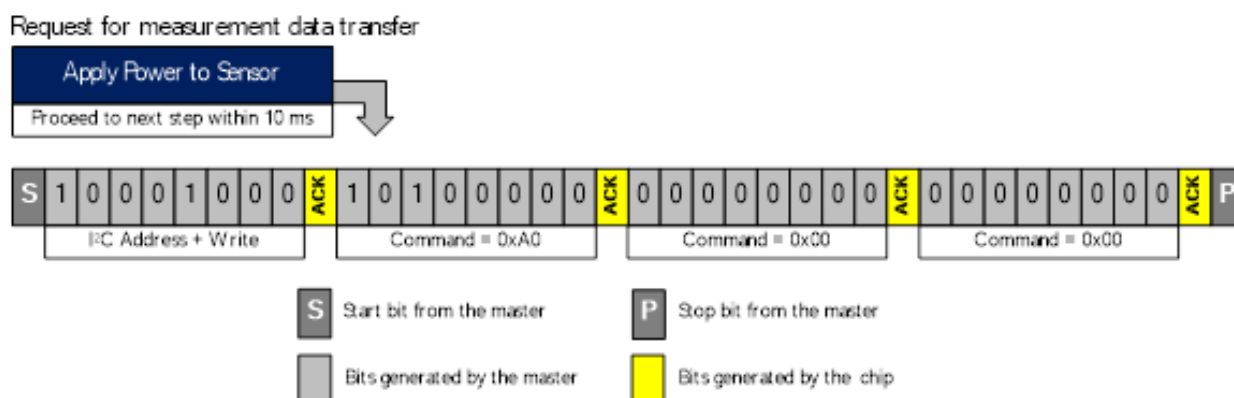 Request for measurement data transfer
Apply Power to Sensor
Proceed to next step within 10 ms
S 1 0 0 0 1 0 0 0 ACK 1 0 1 0 0 0 0 0 ACK 0 0 0 0 0 0 0 0 ACK 0 0 0 0 0 0 0 0 ACK P
I²C Address + Write Command = 0xA0 Command = 0x00 Command = 0x00
S Start bit from the master P Stop bit from the master
Bits generated by the master Bits generated by the chip